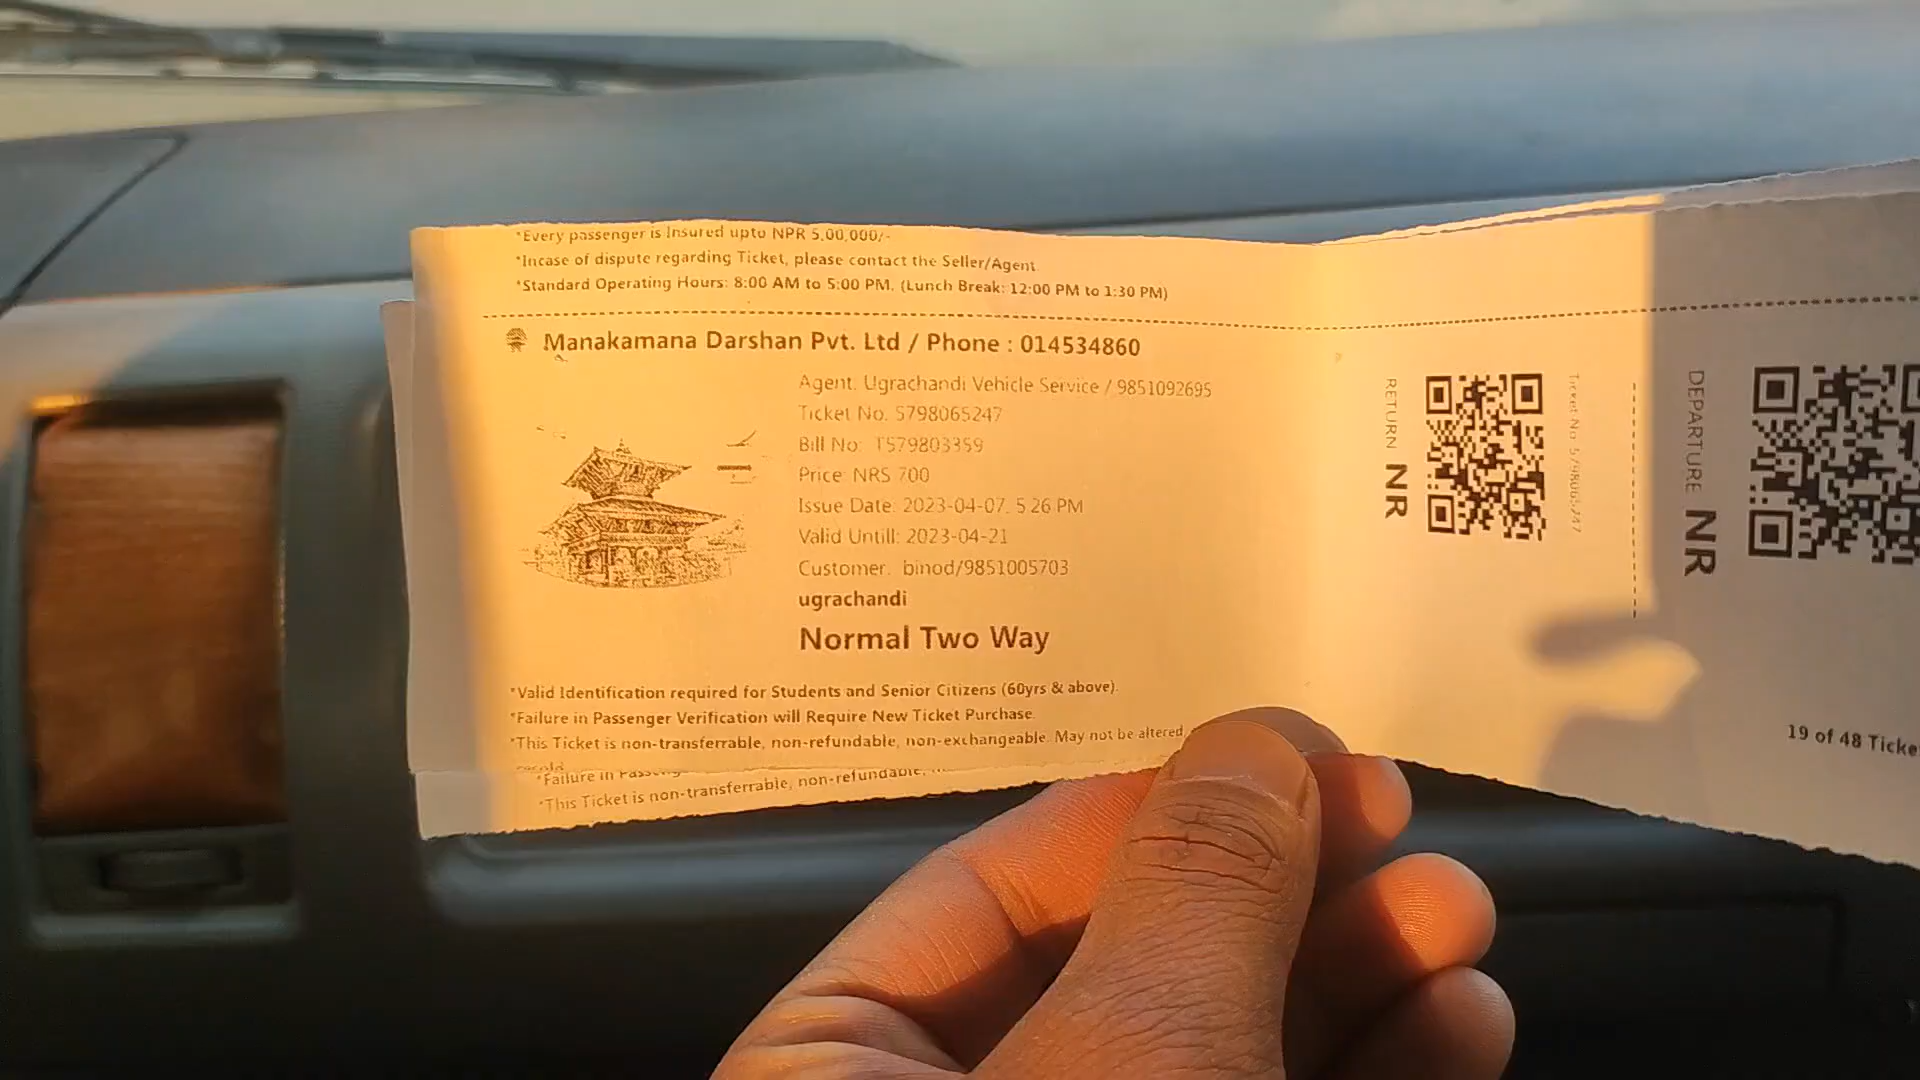 *Every passenger is Insured upto NPR 5,00,000/-
*Incase of dispute regarding Ticket, please contact the Seller/Agent.
*Standard Operating Hours: 8:00 AM to 5:00 PM, (Lunch Break: 12:00 PM to 1:30 PM)
Manakamana Darshan Pvt. Ltd / Phone : 014534860
Agent: Ugrachandi Vehicle Service / 9851092695
Ticket No. 5798065247
Bill No: T579803359
Price: NRS 700
Issue Date: 2023-04-07, 5:26 PM
Valid Untill: 2023-04-21
Customer: binod/9851005703
ugrachandi
Normal Two Way
*Valid Identification required for Students and Senior Citizens (60yrs & above).
*Failure in Passenger Verification will Require New Ticket Purchase.
*This Ticket is non-transferrable, non-refundable, non-exchangeable. May not be altered,
*Failure in
*This Ticket is non-transferrable, non-refundable,
RETURN NR
Ticket No. 5798065247
DEPARTURE NR
19 of 48